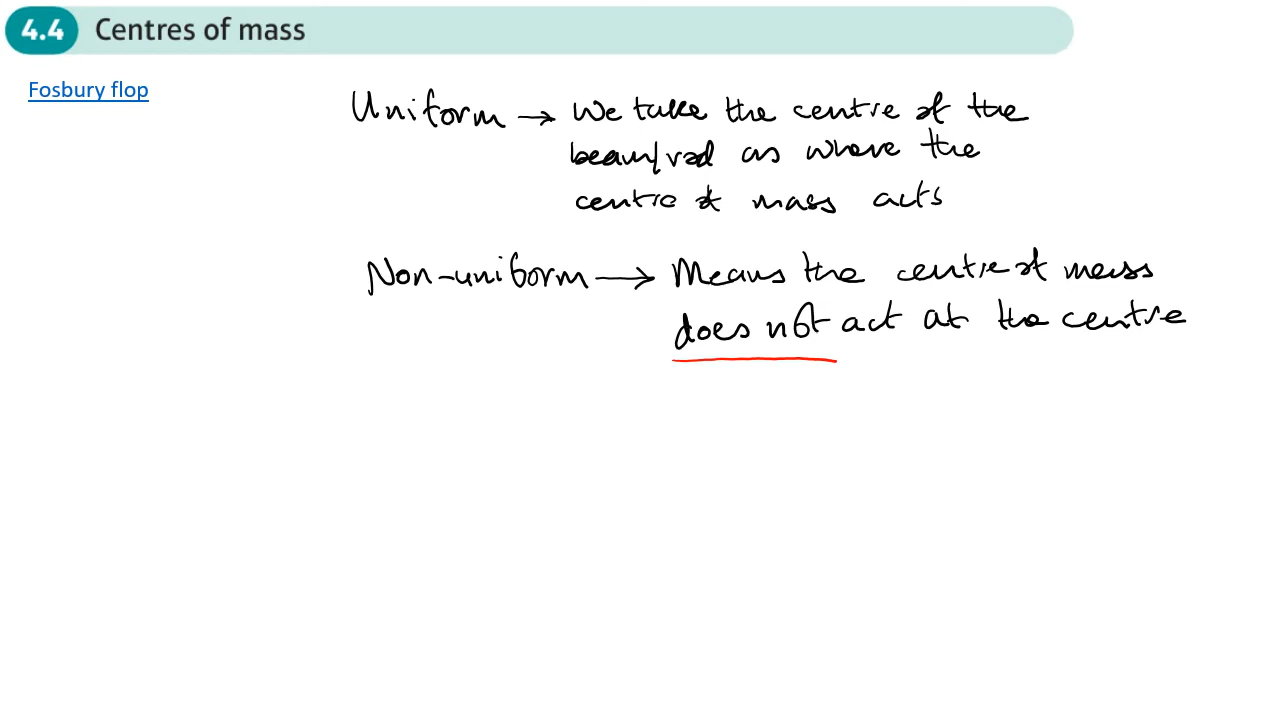 4.4 Centres of mass
Fosbury flop
Uniform → We take the centre of the
beam/rod as where the
centre of mass acts
Non-uniform → Means the centre of mass
does not act at the centre